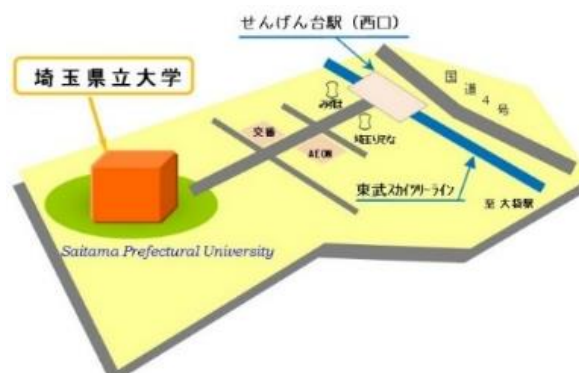 せんげん台駅（西口）
埼玉県立大学
国道4号
みずほ
交番
埼玉りそな
AEON
東武スカイツリーライン
至 大袋駅
Saitama Prefectural University